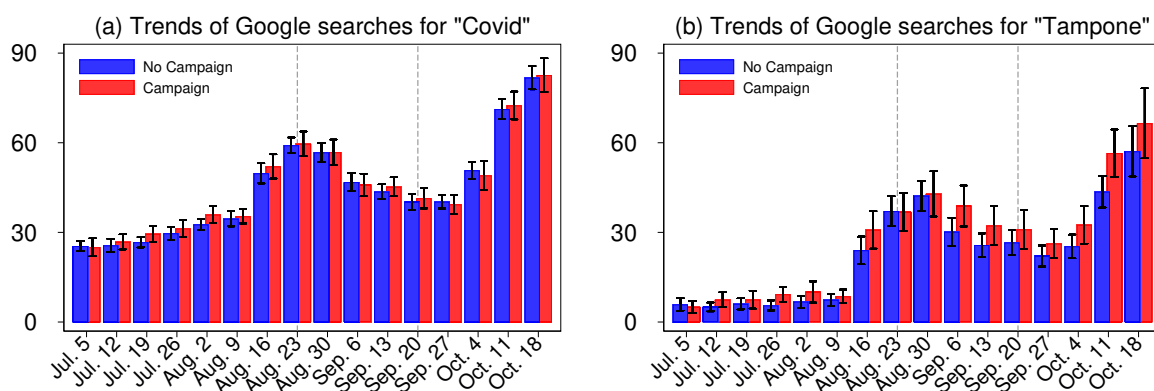 (a) Trends of Google searches for "Covid"
90
60
30
0
No Campaign
Campaign
Jul. 5
Jul. 12
Jul. 19
Jul. 26
Aug. 2
Aug. 9
Aug. 16
Aug. 23
Aug. 30
Sep. 6
Sep. 13
Sep. 20
Sep. 27
Oct. 4
Oct. 11
Oct. 18
(b) Trends of Google searches for "Tampone"
90
60
30
0
No Campaign
Campaign
Jul. 5
Jul. 12
Jul. 19
Jul. 26
Aug. 2
Aug. 9
Aug. 16
Aug. 23
Aug. 30
Sep. 6
Sep. 13
Sep. 20
Sep. 27
Oct. 4
Oct. 11
Oct. 18